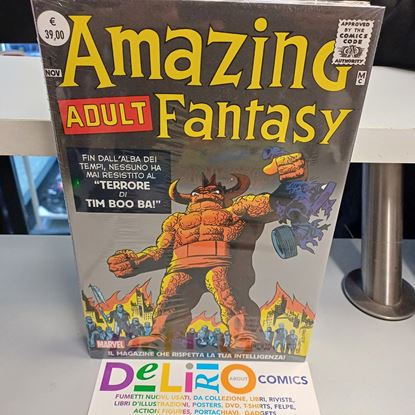 €
39,00
Amazing
APPROVED
BY THE
COMICS
CODE
AUTHORITY
NOV
MC
ADULT Fantasy
FIN DALL'ALBA DEI
TEMPI, NESSUNO HA
MAI RESISTITO AL
"TERRORE
DI
TIM BOO BA!"
MARVEL
IL MAGAZINE CHE RISPETTA LA TUA INTELLIGENZA!
DeLiRiO ABOUT COMICS
FUMETTI NUOVI, USATI, DA COLLEZIONE, LIBRI, RIVISTE,
LIBRI D'ILLUSTRAZIONI, POSTERS, DVD, T-SHIRTS, FELPE,
ACTION FIGURES, PORTACHIAVI, GADGETS